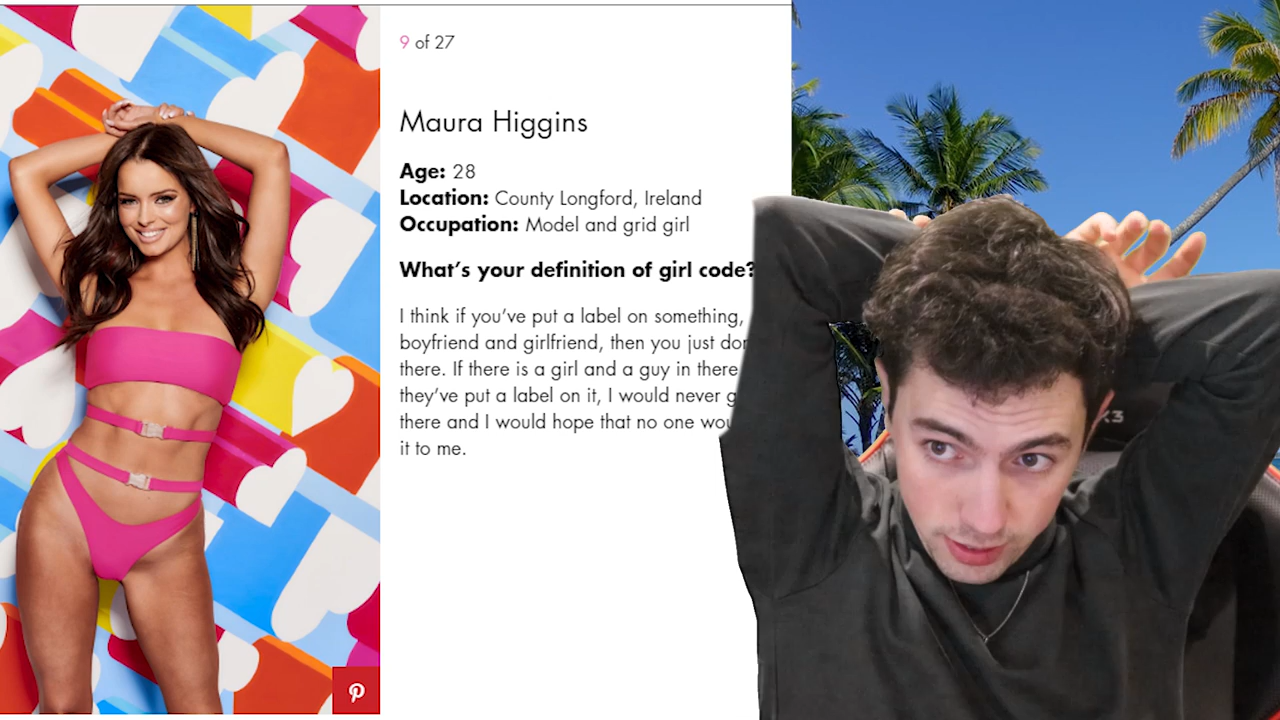 9 of 27
Maura Higgins
Age: 28
Location: County Longford, Ireland
Occupation: Model and grid girl
What's your definition of girl code?
I think if you've put a label on something,
boyfriend and girlfriend, then you just
there. If there is a girl and a guy in there
they've put a label on it, I would never
there and I would hope that no one
it to me.